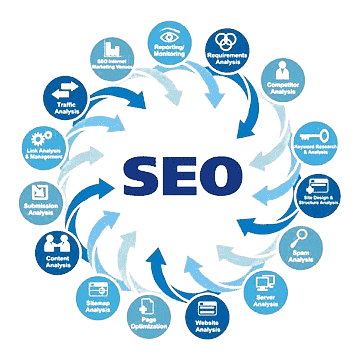 Reporting/
Monitoring
Requirements
Analysis
Competitor
Analysis
Keyword Research
& Analysis
Site Design &
Structure Analysis
Spam
Analysis
Server
Analysis
Website
Analysis
Page
Optimization
Sitemap
Analysis
Content
Analysis
Submission
Analysis
Link Analysis
& Management
Traffic
Analysis
SEO Internet
Marketing Versus
SEO